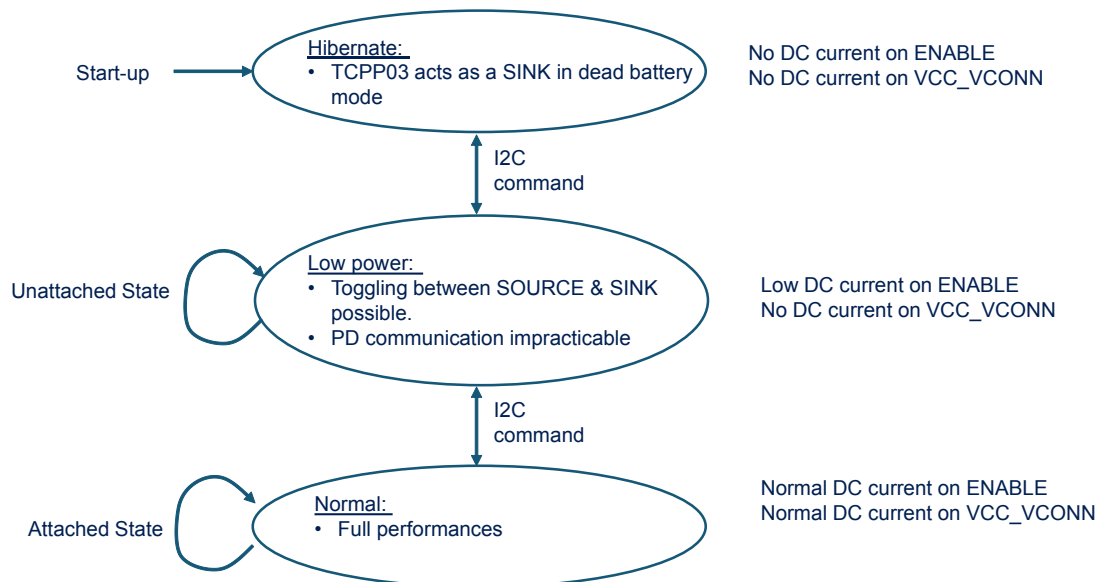 Start-up
Hibernate:
• TCPP03 acts as a SINK in dead battery
mode
No DC current on ENABLE
No DC current on VCC_VCONN
I2C
command
Unattached State
Low power:
• Toggling between SOURCE & SINK
possible.
• PD communication impracticable
Low DC current on ENABLE
No DC current on VCC_VCONN
I2C
command
Attached State
Normal:
• Full performances
Normal DC current on ENABLE
Normal DC current on VCC_VCONN